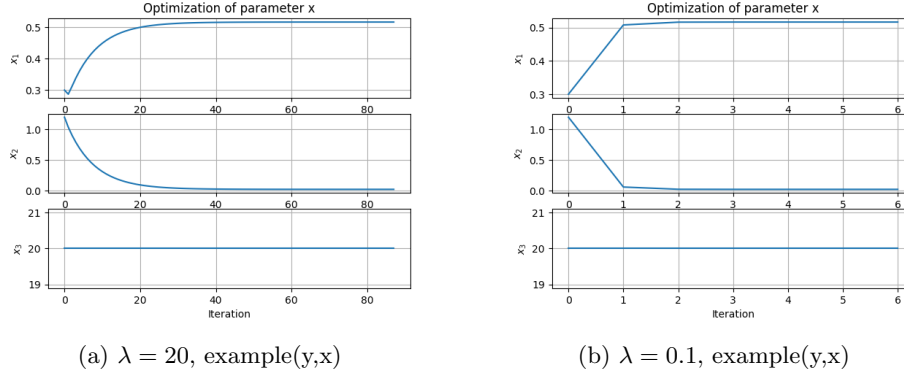 Optimization of parameter x
0.5
0.4
0.3
x₁
0 20 40 60 80
1.0
0.5
0.0
x₂
0 20 40 60 80
21
20
19
x₃
0 20 40 60 80
Iteration
(a) λ = 20, example(y,x)
Optimization of parameter x
0.5
0.4
0.3
x₁
0 1 2 3 4 5 6
1.0
0.5
0.0
x₂
0 1 2 3 4 5 6
21
20
19
x₃
0 1 2 3 4 5 6
Iteration
(b) λ = 0.1, example(y,x)